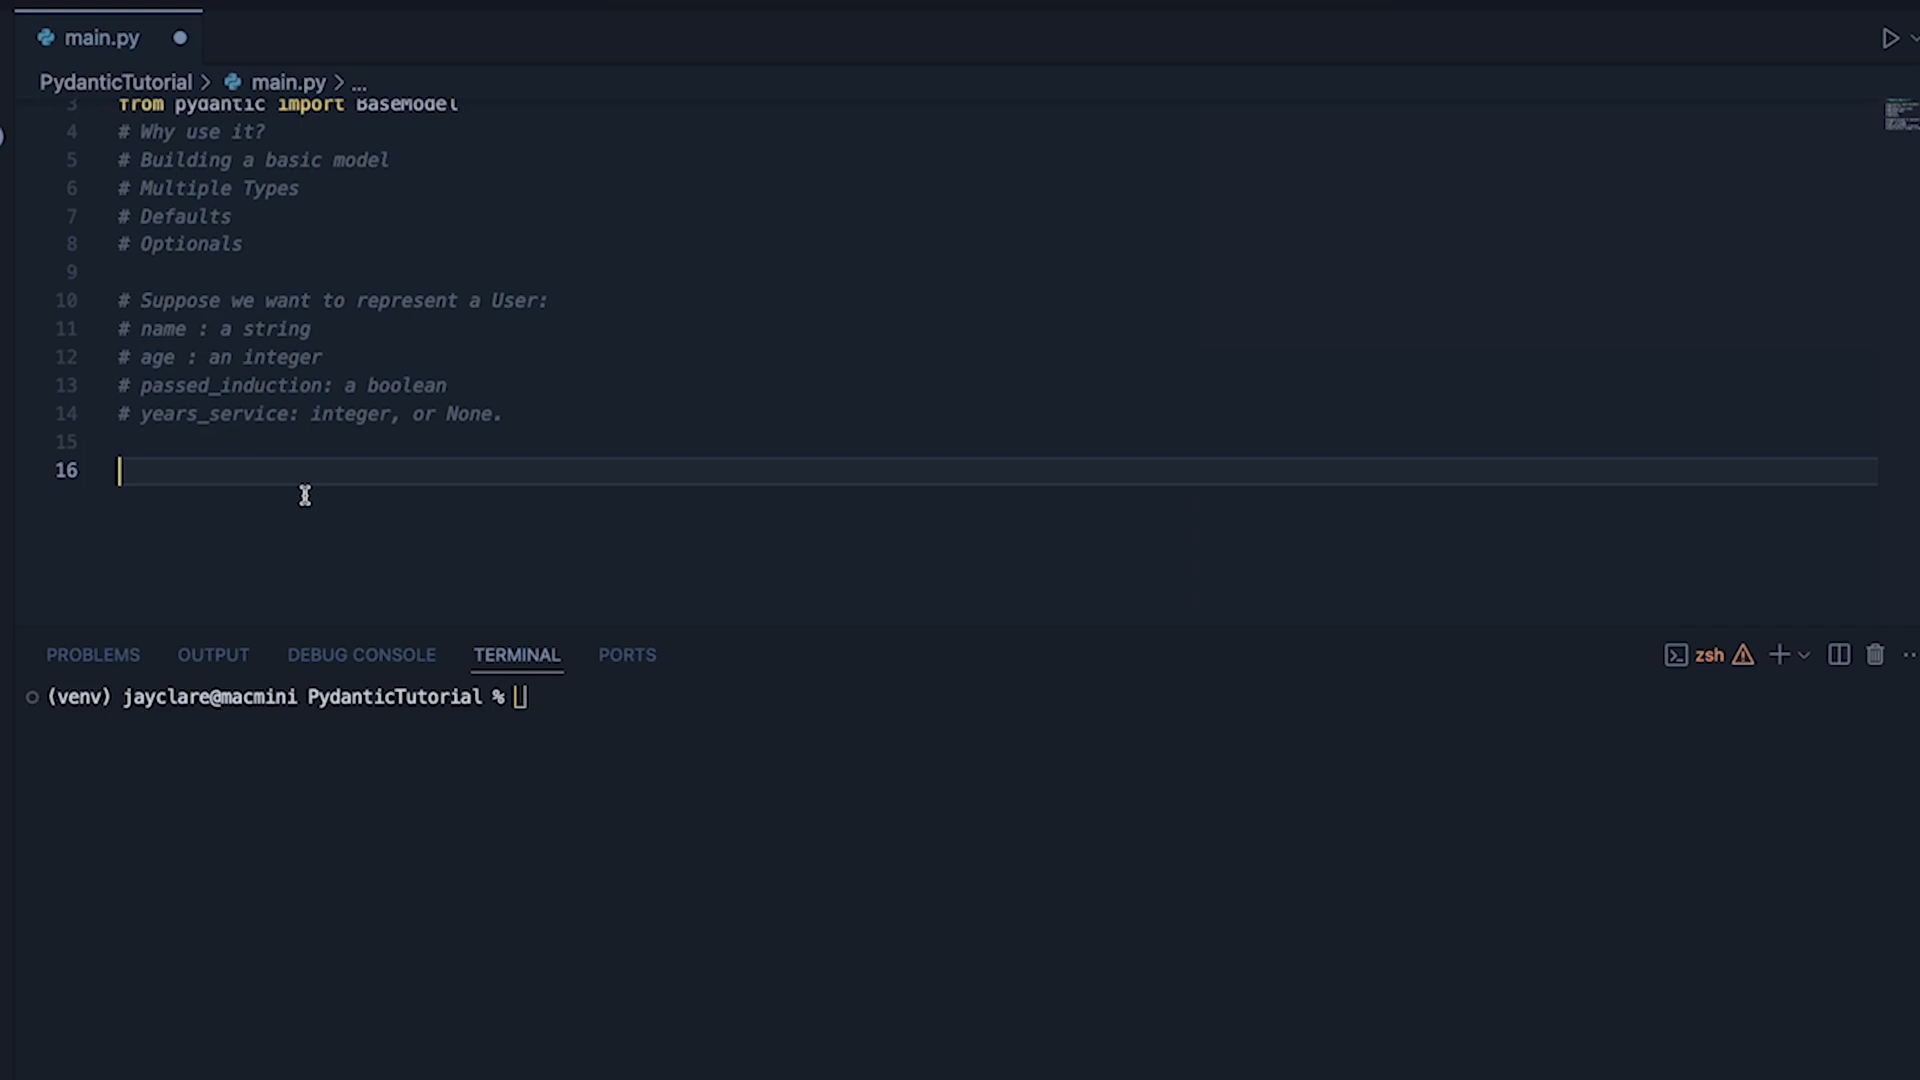 main.py
PydanticTutorial > main.py > ...
3 from pydantic import BaseModel
4 # Why use it?
5 # Building a basic model
6 # Multiple Types
7 # Defaults
8 # Optionals
9
10 # Suppose we want to represent a User:
11 # name : a string
12 # age : an integer
13 # passed_induction: a boolean
14 # years_service: integer, or None.
15
16
PROBLEMS OUTPUT DEBUG CONSOLE TERMINAL PORTS zsh
(venv) jayclare@macmini PydanticTutorial %